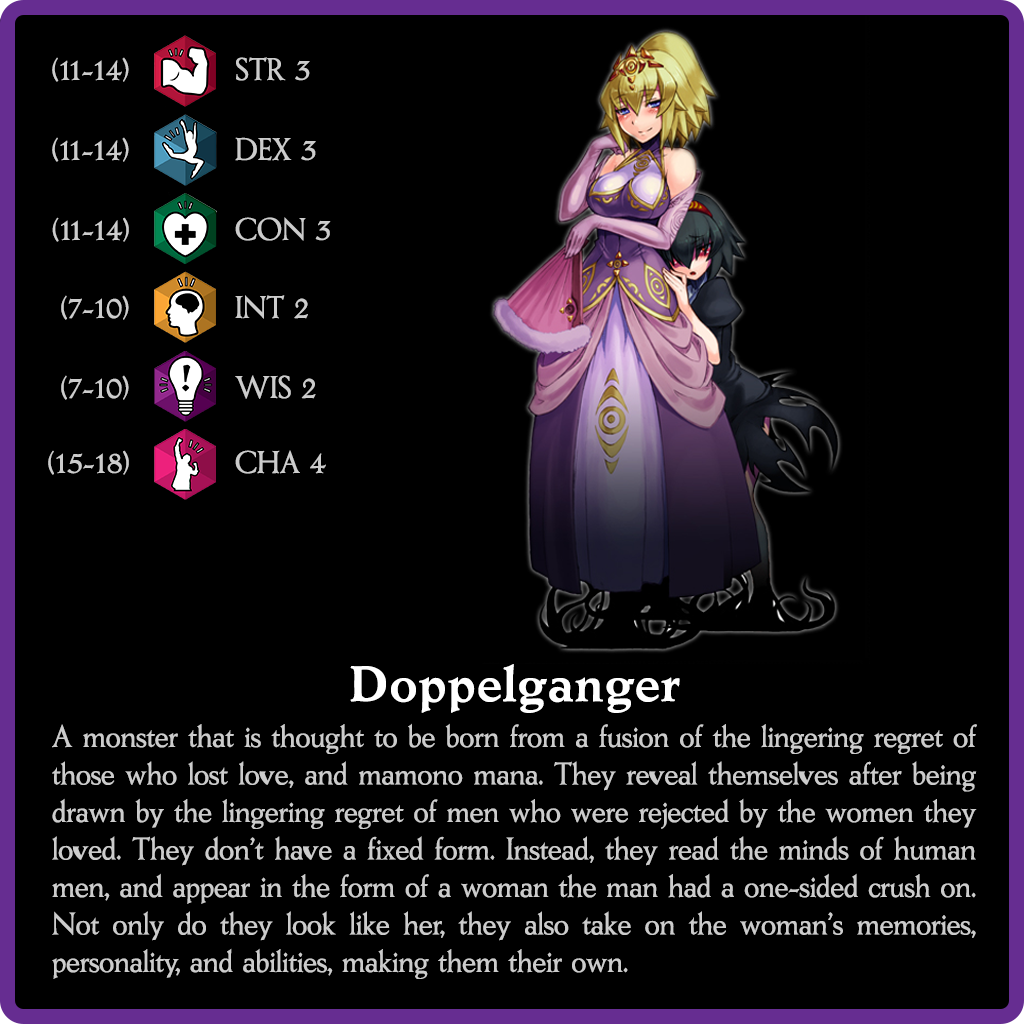 (11-14) STR 3
(11-14) DEX 3
(11-14) CON 3
(7-10) INT 2
(7-10) WIS 2
(15-18) CHA 4
Doppelganger
A monster that is thought to be born from a fusion of the lingering regret of
those who lost love, and mamono mana. They reveal themselves after being
drawn by the lingering regret of men who were rejected by the women they
loved. They don't have a fixed form. Instead, they read the minds of human
men, and appear in the form of a woman the man had a one-sided crush on.
Not only do they look like her, they also take on the woman's memories,
personality, and abilities, making them their own.